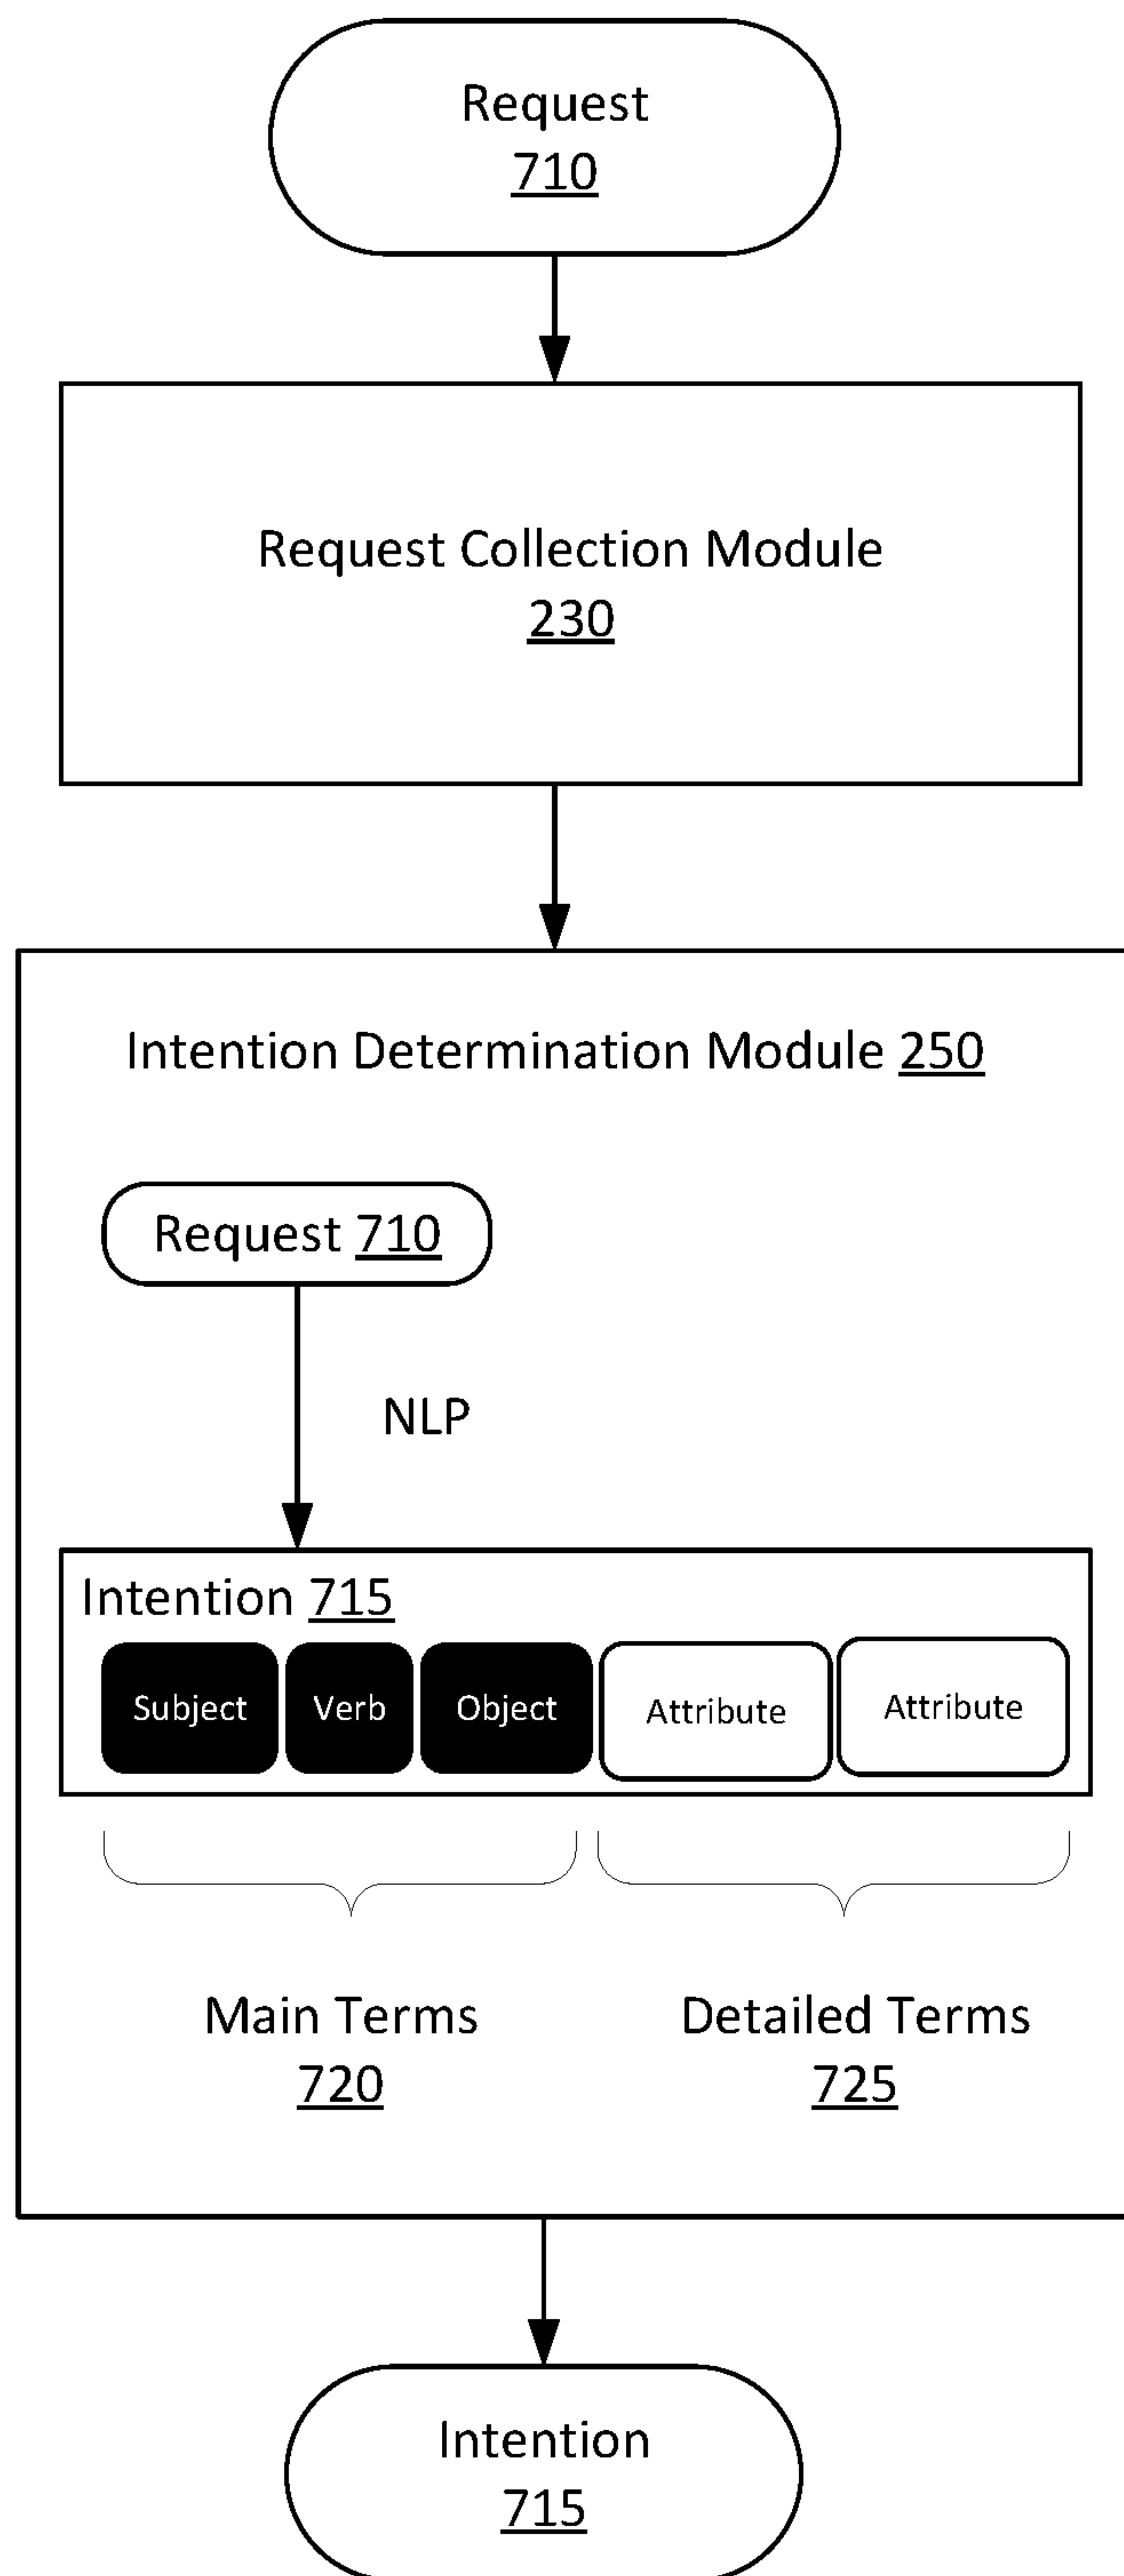 Request
710
Request Collection Module
230
Intention Determination Module 250
Request 710
NLP
Intention 715
Subject Verb Object Attribute Attribute
Main Terms Detailed Terms
720 725
Intention
715